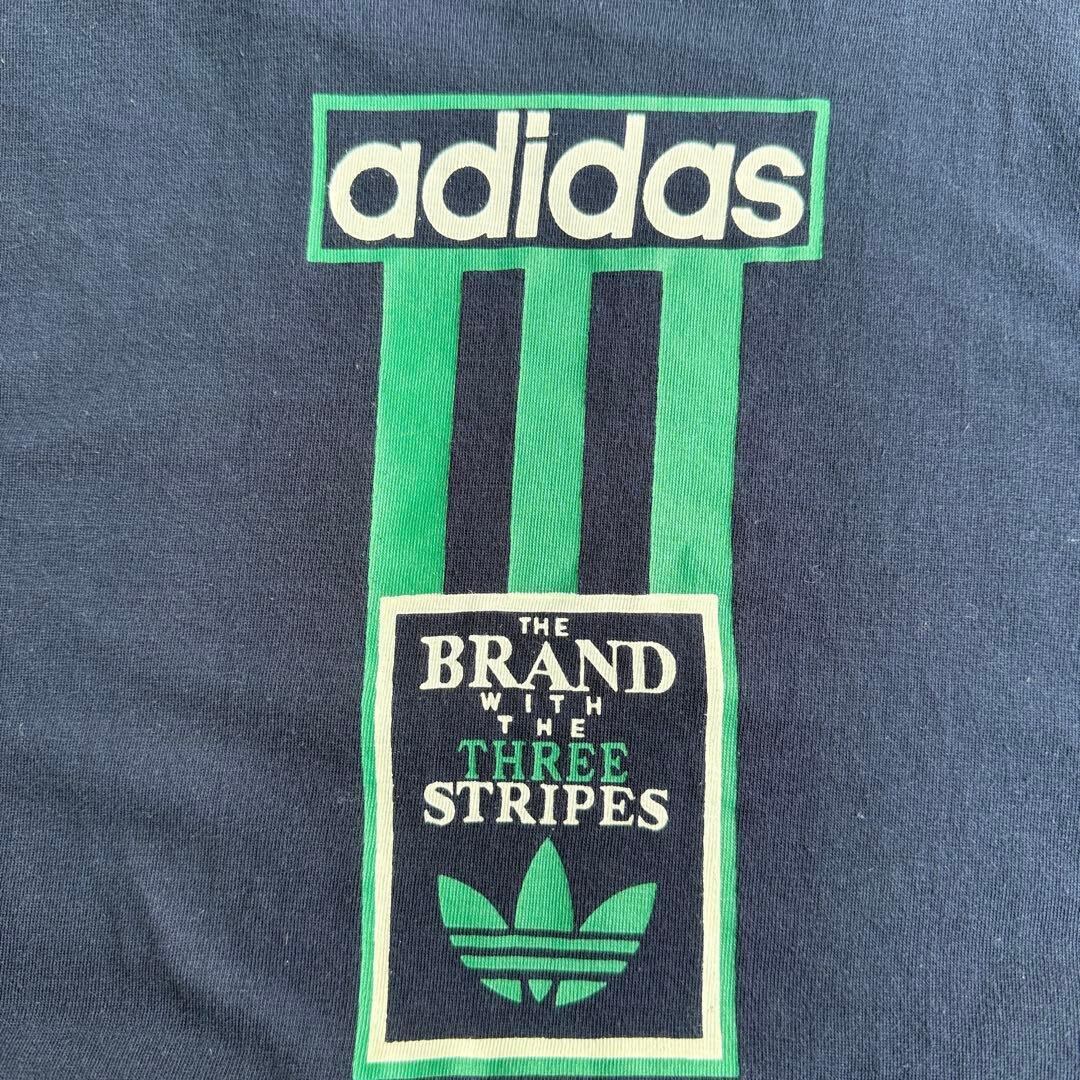 adidas
THE
BRAND
WITH
THE
THREE
STRIPES